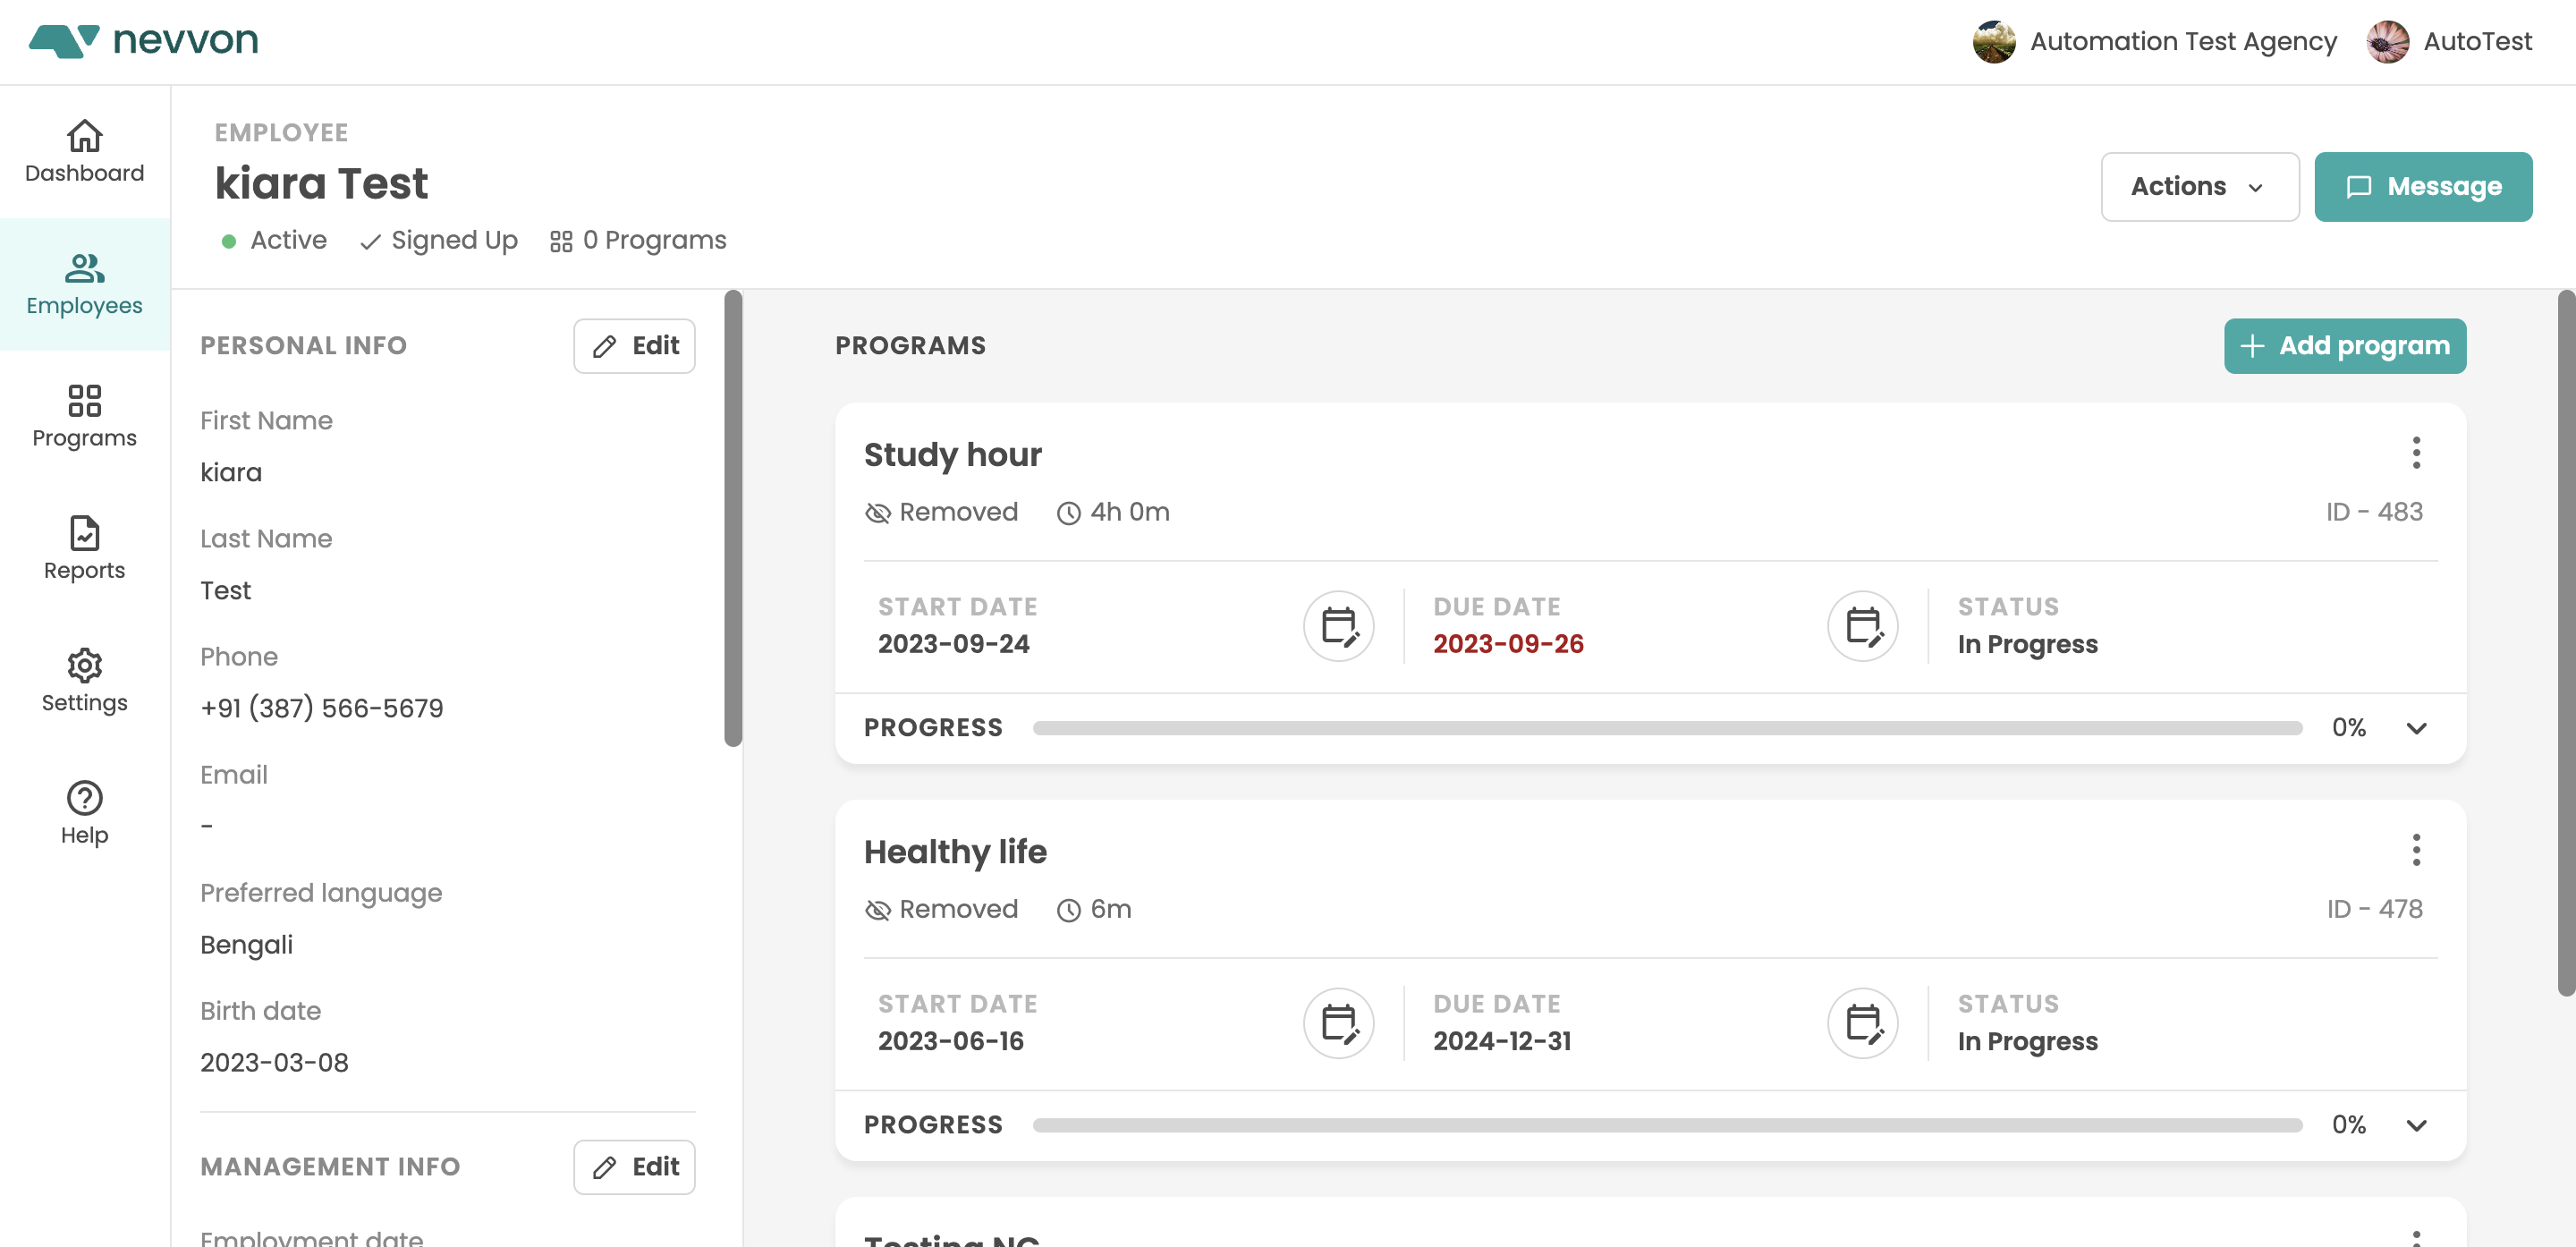 nevvon
Automation Test Agency
AutoTest
Dashboard
Employees
Programs
Reports
Settings
Help
EMPLOYEE
kiara Test
Active
Signed Up
0 Programs
Actions
Message
PERSONAL INFO
Edit
First Name
kiara
Last Name
Test
Phone
+91 (387) 566-5679
Email
-
Preferred language
Bengali
Birth date
2023-03-08
MANAGEMENT INFO
Edit
Employment date
PROGRAMS
Add program
Study hour
Removed
4h 0m
ID - 483
START DATE
2023-09-24
DUE DATE
2023-09-26
STATUS
In Progress
PROGRESS
0%
Healthy life
Removed
6m
ID - 478
START DATE
2023-06-16
DUE DATE
2024-12-31
STATUS
In Progress
PROGRESS
0%
Testing NC